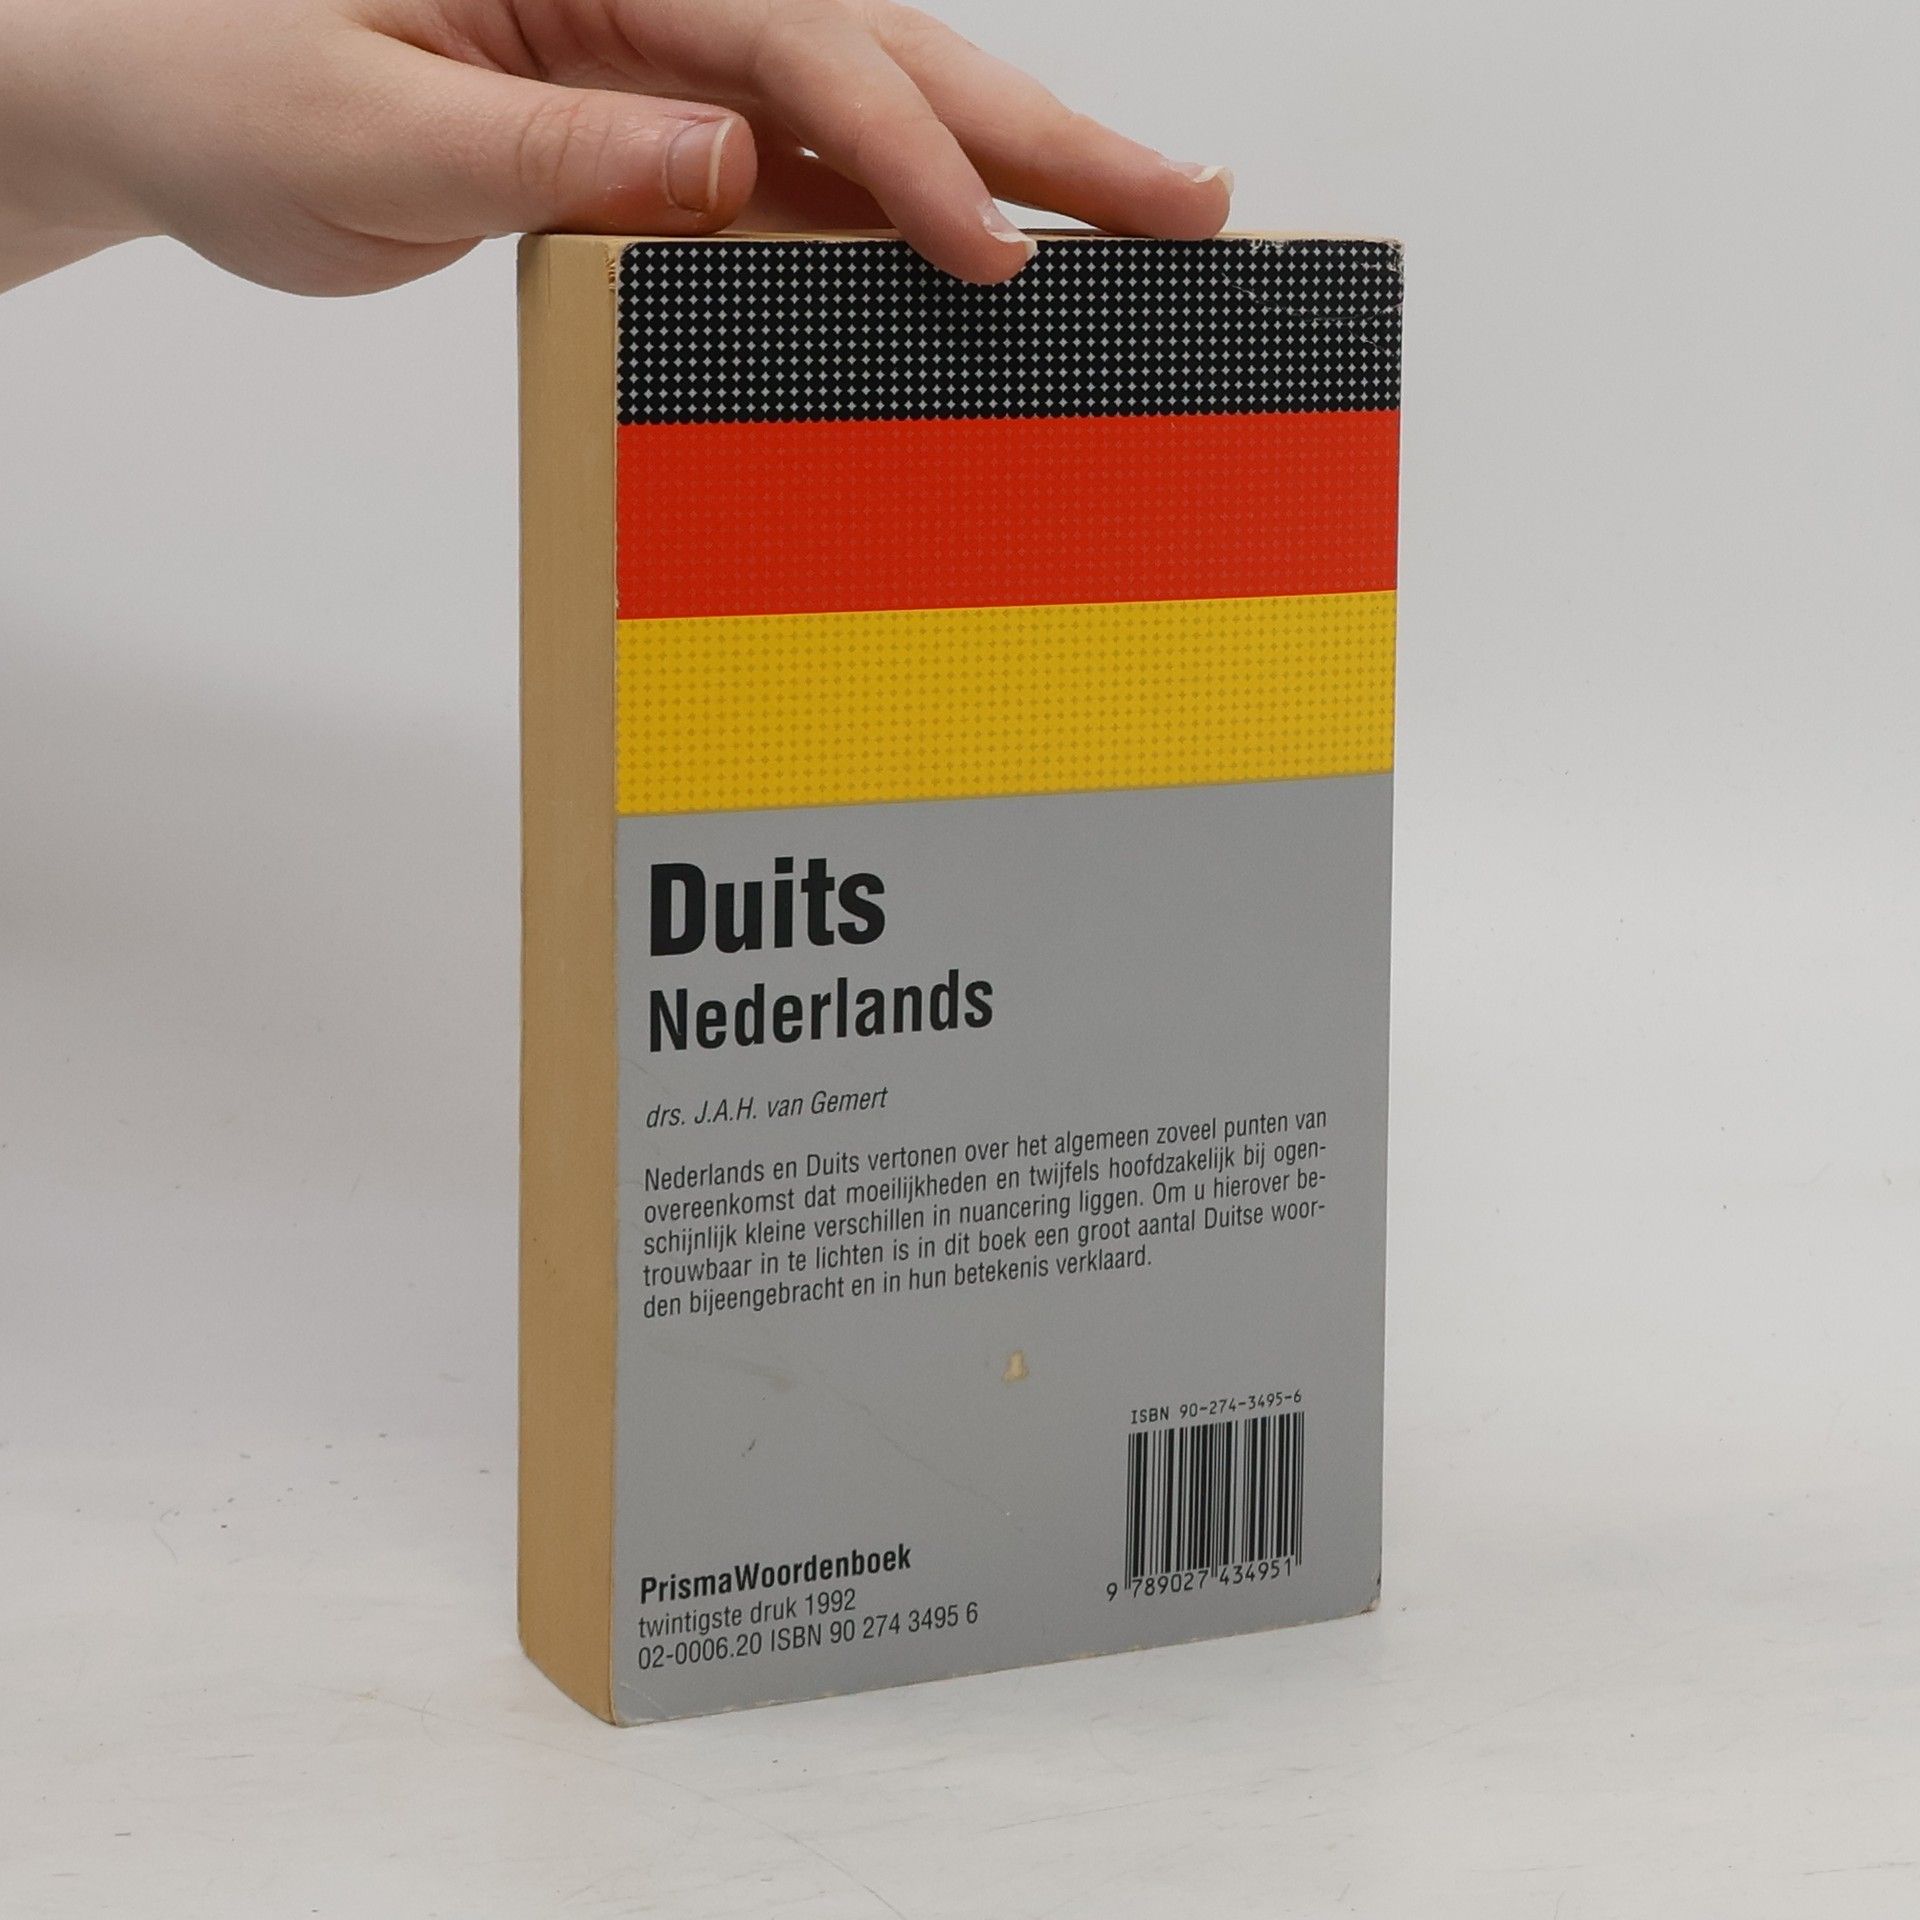 Duits
Nederlands
drs. J.A.H. van Gemert
Nederlands en Duits vertonen over het algemeen zoveel punten van
overeenkomst dat moeilijkheden en twijfels hoofdzakelijk bij ogen-
schijnlijk kleine verschillen in nuancering liggen. Om u hierover be-
trouwbaar in te lichten is in dit boek een groot aantal Duitse woor-
den bijeengebracht en in hun betekenis verklaard.
ISBN 90-274-3495-6
9 789027 434951
PrismaWoordenboek
twintigste druk 1992
02-0006.20 ISBN 90 274 3495 6